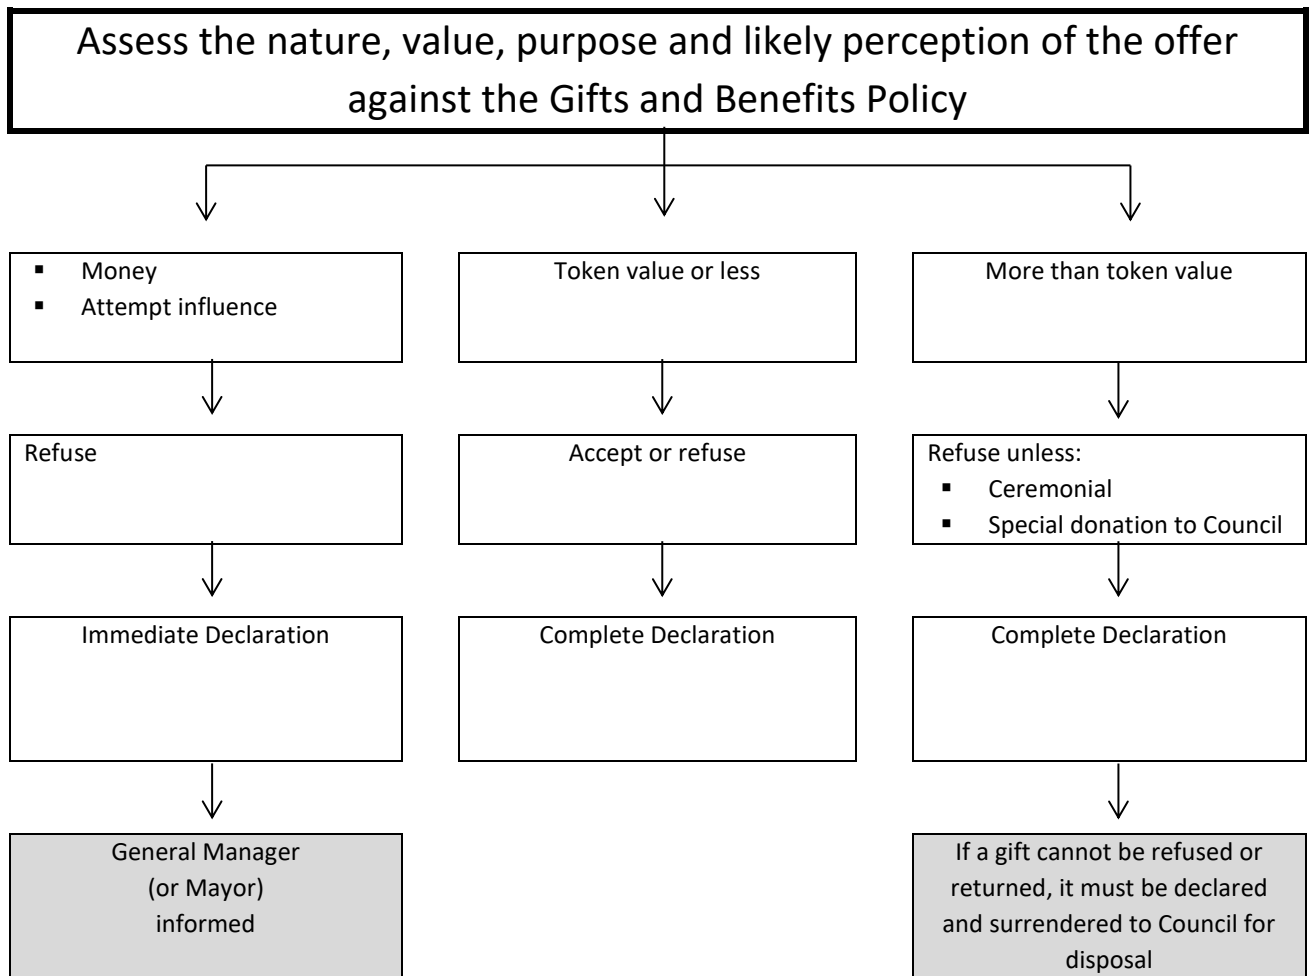 Assess the nature, value, purpose and likely perception of the offer
against the Gifts and Benefits Policy
▪ Money
▪ Attempt influence
Token value or less
More than token value
Refuse
Accept or refuse
Refuse unless:
▪ Ceremonial
▪ Special donation to Council
Immediate Declaration
Complete Declaration
Complete Declaration
General Manager
(or Mayor)
informed
If a gift cannot be refused or
returned, it must be declared
and surrendered to Council for
disposal